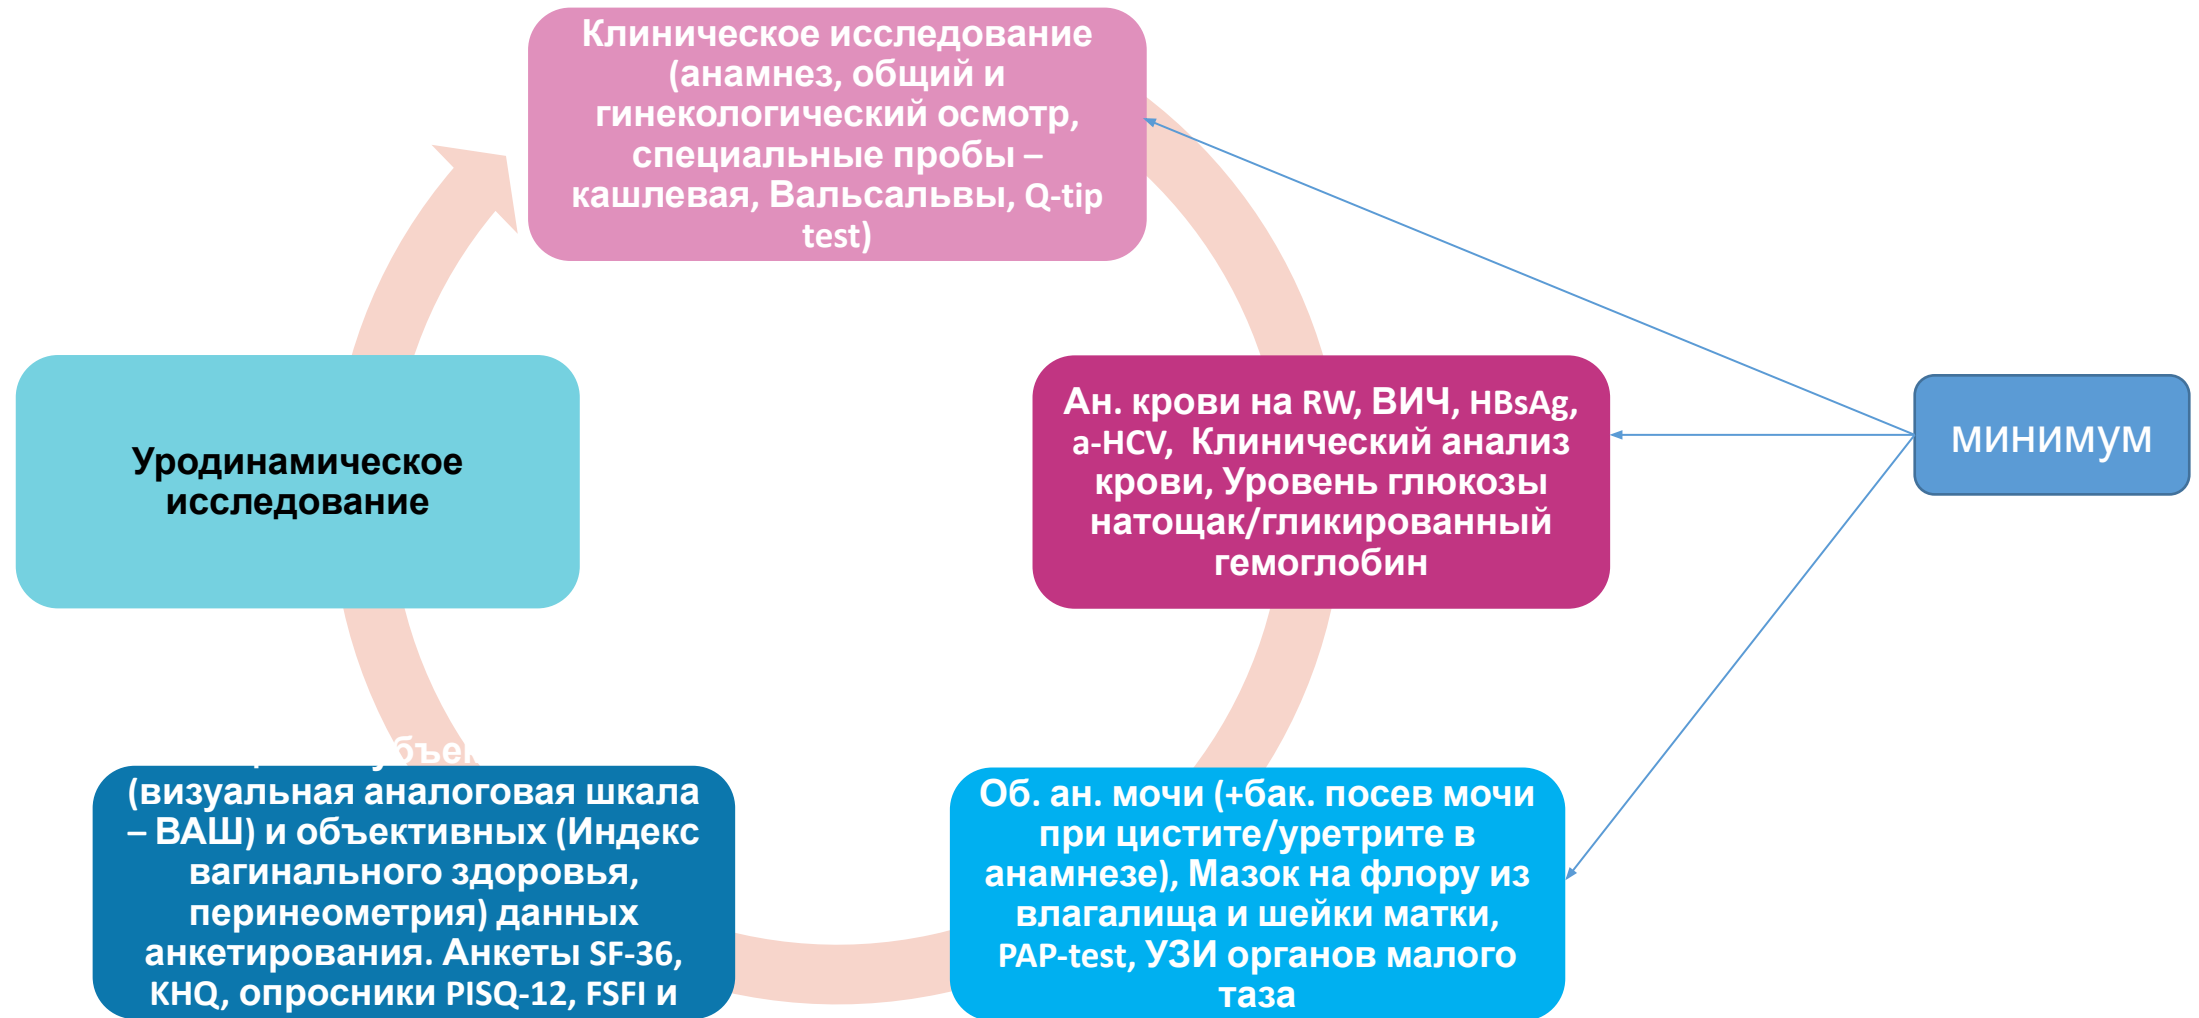 Клиническое исследование
(анамнез, общий и
гинекологический осмотр,
специальные пробы –
кашлевая, Вальсальвы, Q-tip
test)
Ан. крови на RW, ВИЧ, HBsAg,
a-HCV, Клинический анализ
крови, Уровень глюкозы
натощак/гликированный
гемоглобин
минимум
Уродинамическое
исследование
(визуальная аналоговая шкала
– ВАШ) и объективных (Индекс
вагинального здоровья,
перинеометрия) данных
анкетирования. Анкеты SF-36,
KHQ, опросники PISQ-12, FSFI и
Об. ан. мочи (+бак. посев мочи
при цистите/уретрите в
анамнезе), Мазок на флору из
влагалища и шейки матки,
PAP-test, УЗИ органов малого
таза